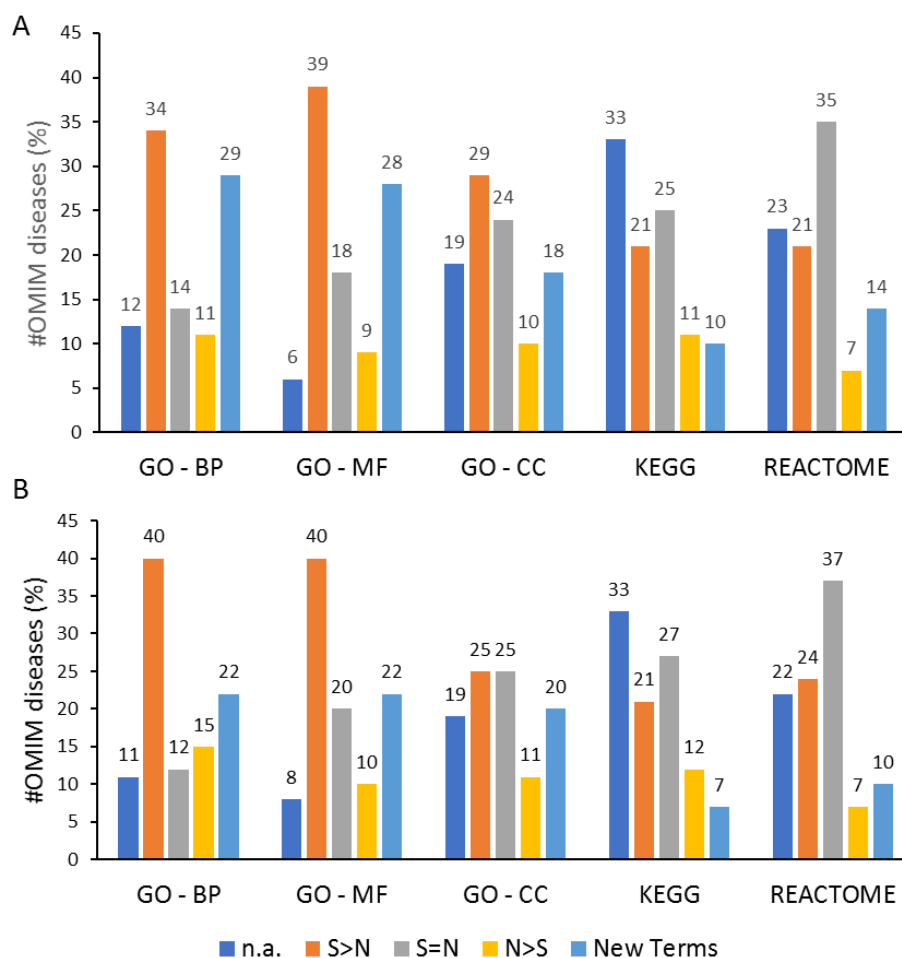 A
#OMIM diseases (%)
45
40
35
30
25
20
15
10
5
0
12 34 14 11 29
6 39 18 9 28
19 29 24 10 18
33 21 25 11 10
23 21 35 7 14
GO - BP GO - MF GO - CC KEGG REACTOME
B
#OMIM diseases (%)
45
40
35
30
25
20
15
10
5
0
11 40 12 15 22
8 40 20 10 22
19 25 25 11 20
33 21 27 12 7
22 24 37 7 10
GO - BP GO - MF GO - CC KEGG REACTOME
n.a. S>N S=N N>S New Terms